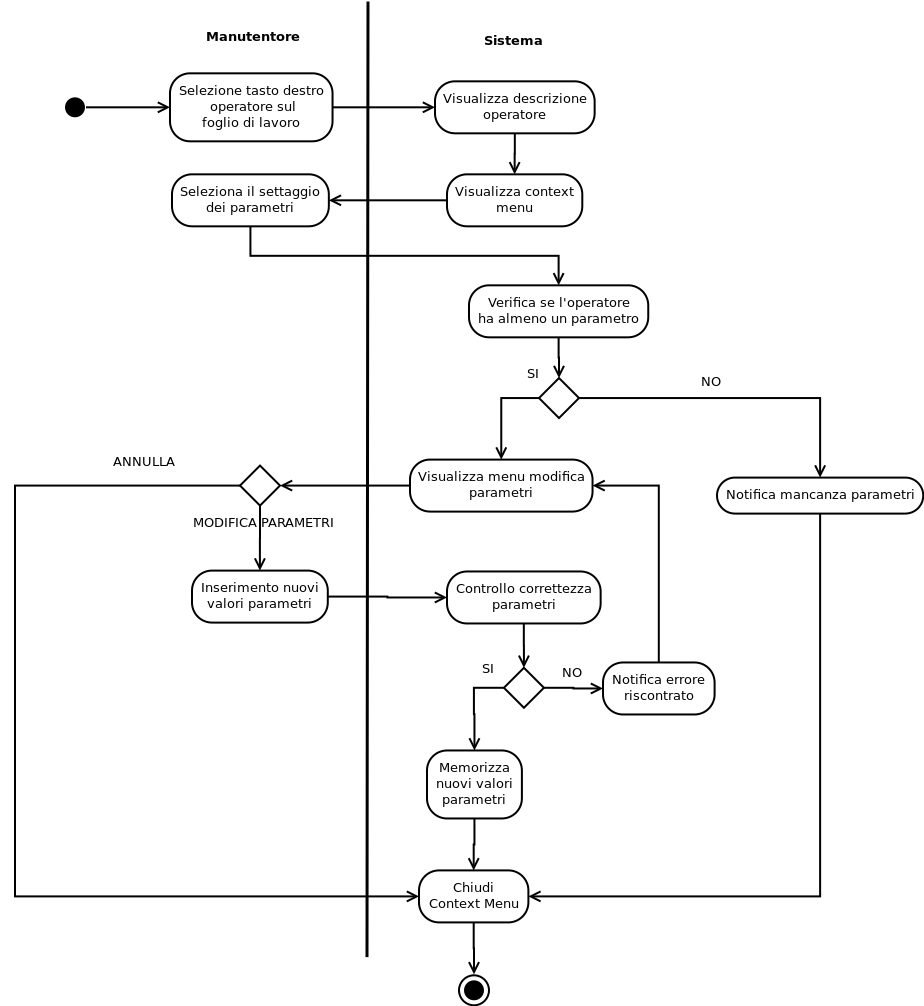 Manutentore
Sistema
Selezione tasto destro
operatore sul
foglio di lavoro
Visualizza descrizione
operatore
Seleziona il settaggio
dei parametri
Visualizza context
menu
Verifica se l'operatore
ha almeno un parametro
SI
NO
ANNULLA
Visualizza menu modifica
parametri
Notifica mancanza parametri
MODIFICA PARAMETRI
Inserimento nuovi
valori parametri
Controllo correttezza
parametri
SI
NO
Notifica errore
riscontrato
Memorizza
nuovi valori
parametri
Chiudi
Context Menu